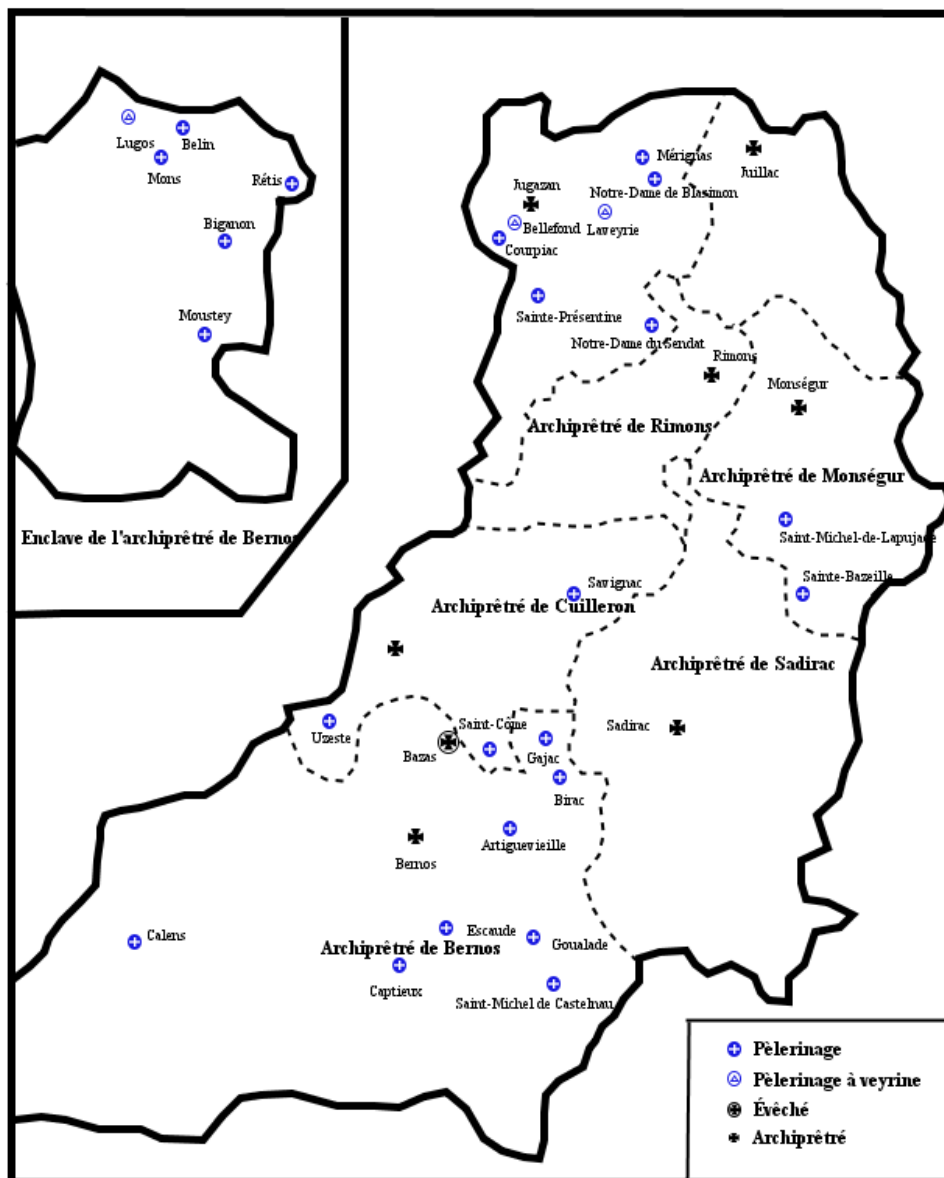 Lugos
Belin
Mons
Rétis
Biganon
Moustey
Enclave de l'archiprêtré de Bernos
Mérignas
Juillac
Notre-Dame de Blasimon
Jugazan
Laveyrie
Bellefond
Courpiac
Sainte-Présentine
Notre-Dame du Sendat
Rimons
Monségur
Archiprêtré de Rimons
Archiprêtré de Monségur
Saint-Michel-de-Lapujade
Savignac
Sainte-Bazeille
Archiprêtré de Cuilleron
Archiprêtré de Sadirac
Uzeste
Saint-Côme
Sadirac
Bazas
Gajac
Birac
Artiguevieille
Bernos
Calens
Escaude
Goualade
Archiprêtré de Bernos
Captieux
Saint-Michel de Castelnau
Pèlerinage
Pèlerinage à veyrine
Évêché
Archiprêtré